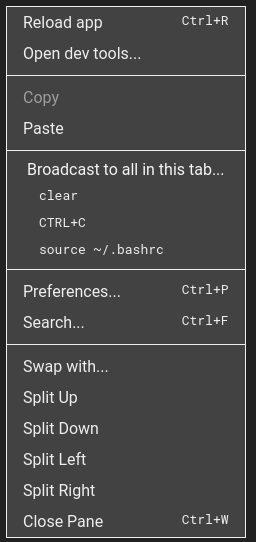 Reload app Ctrl+R
Open dev tools...
Copy
Paste
Broadcast to all in this tab...
clear
CTRL+C
source ~/.bashrc
Preferences... Ctrl+P
Search... Ctrl+F
Swap with...
Split Up
Split Down
Split Left
Split Right
Close Pane Ctrl+W